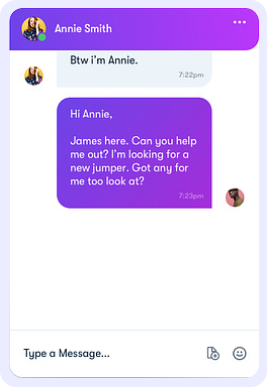 Annie Smith
Btw i'm Annie.
7:22pm
Hi Annie,
James here. Can you help
me out? I'm looking for a
new jumper. Got any for
me too look at?
7:23pm
Type a Message...